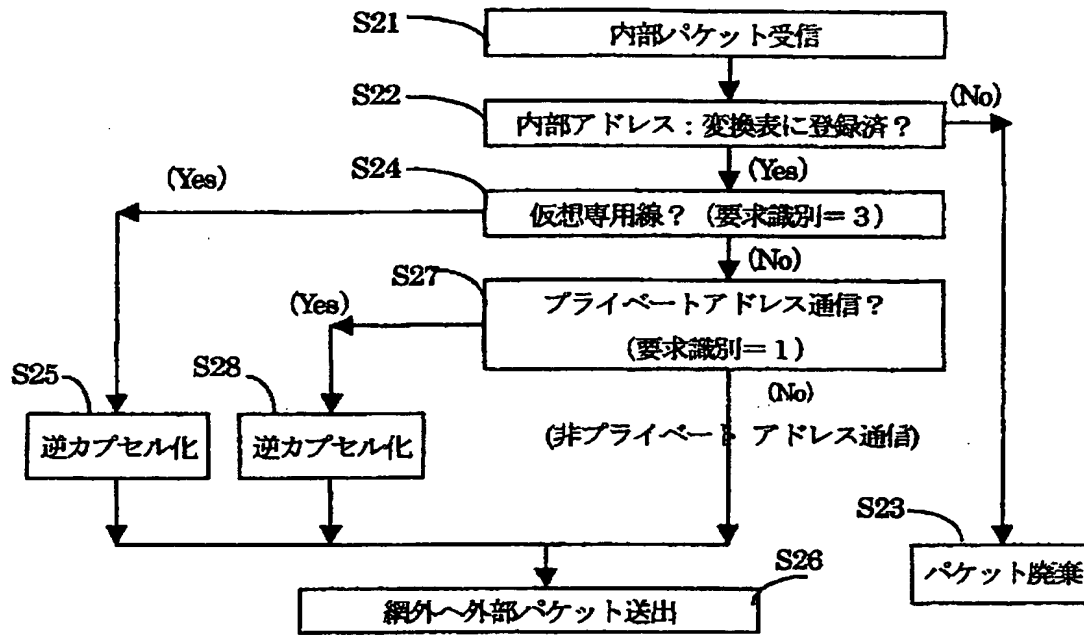 S21
内部パケット受信
S22
内部アドレス：変換表に登録済？
(No)
(Yes)
S24
仮想専用線？（要求識別＝３）
(Yes)
(No)
S27
プライベートアドレス通信？
（要求識別＝１）
(Yes)
(No)
(非プライベート アドレス通信)
S25
逆カプセル化
S28
逆カプセル化
S23
パケット廃棄
S26
網外へ外部パケット送出